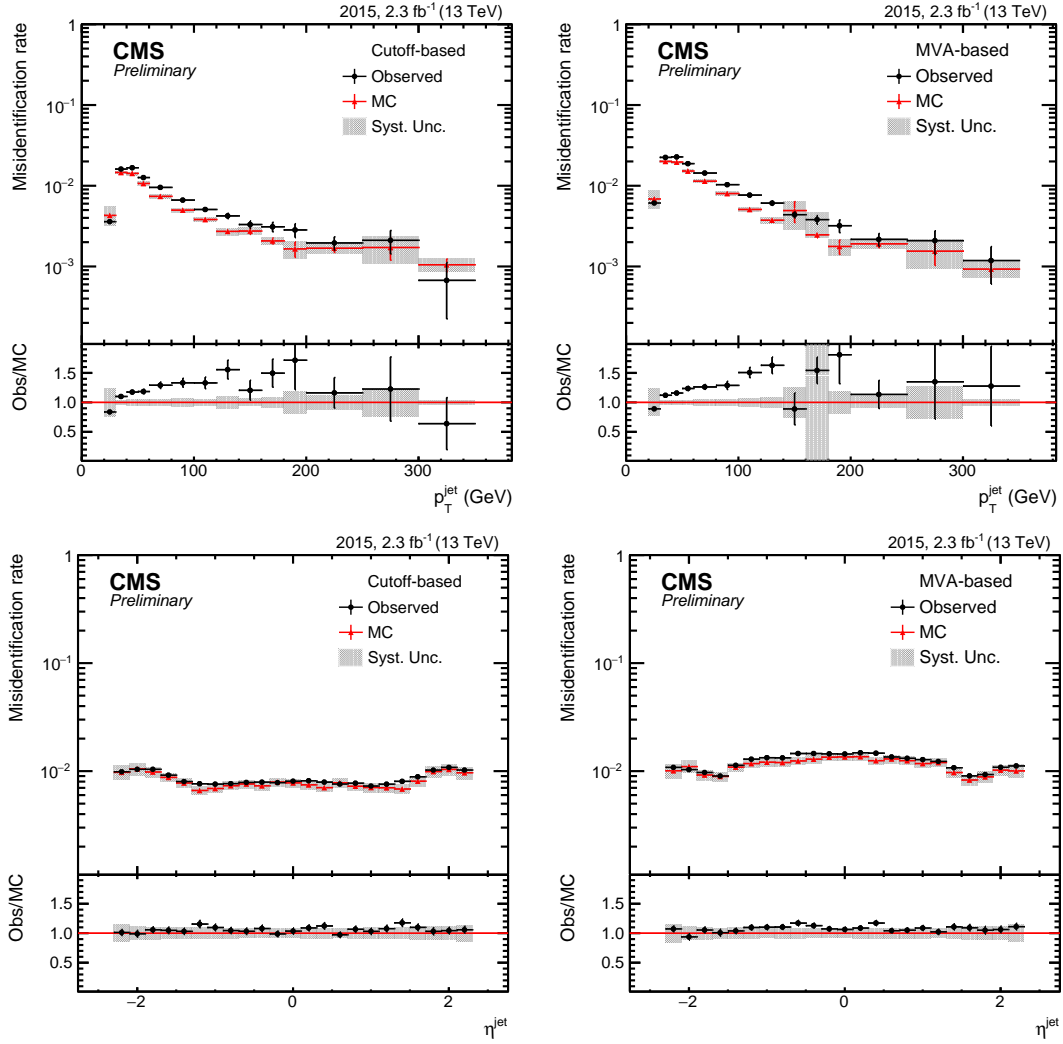 2015, 2.3 fb⁻¹ (13 TeV)
CMS
Preliminary
Cutoff-based
Observed
MC
Syst. Unc.
Misidentification rate
1
10⁻¹
10⁻²
10⁻³
Obs/MC
1.5
1.0
0.5
0 100 200 300
p_T^jet (GeV)
2015, 2.3 fb⁻¹ (13 TeV)
CMS
Preliminary
MVA-based
Observed
MC
Syst. Unc.
Misidentification rate
1
10⁻¹
10⁻²
10⁻³
Obs/MC
1.5
1.0
0.5
0 100 200 300
p_T^jet (GeV)
2015, 2.3 fb⁻¹ (13 TeV)
CMS
Preliminary
Cutoff-based
Observed
MC
Syst. Unc.
Misidentification rate
1
10⁻¹
10⁻²
Obs/MC
1.5
1.0
0.5
−2 0 2
η^jet
2015, 2.3 fb⁻¹ (13 TeV)
CMS
Preliminary
MVA-based
Observed
MC
Syst. Unc.
Misidentification rate
1
10⁻¹
10⁻²
Obs/MC
1.5
1.0
0.5
−2 0 2
η^jet